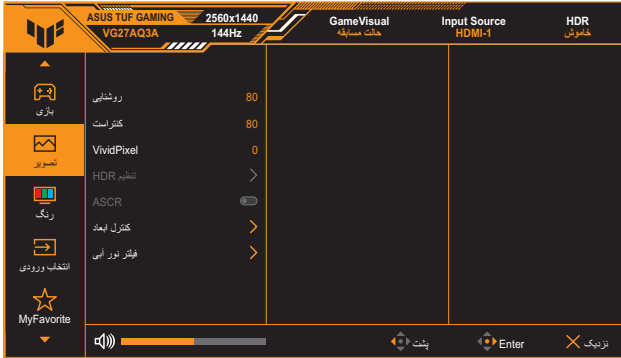 ASUS TUF GAMING 2560x1440 GameVisual Input Source HDR
VG27AQ3A 144Hz حالت مسابقه HDMI-1 خاموش
بازی
تصویر
رنگ
انتخاب ورودی
MyFavorite
روشنایی 80
کنتراست 80
VividPixel 0
تنظیم HDR
ASCR
کنترل ابعاد
فیلتر نور آبی
پشت Enter نزدیک